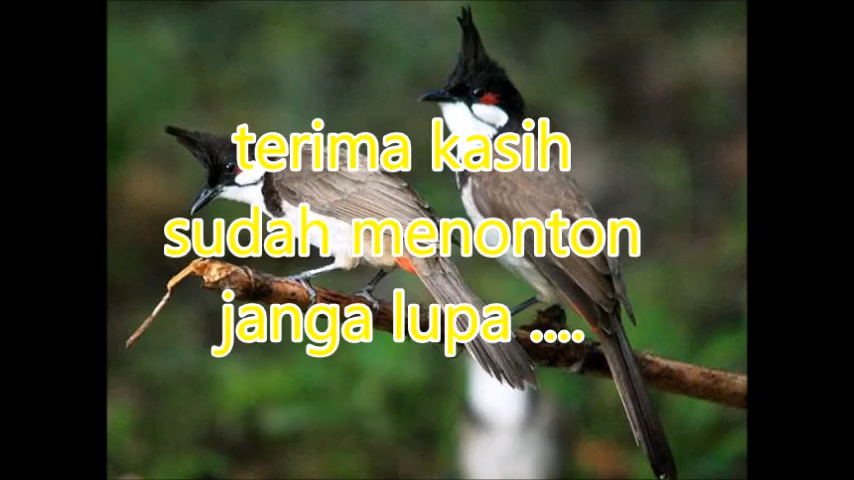 terima kasih
sudah menonton
janga lupa ....